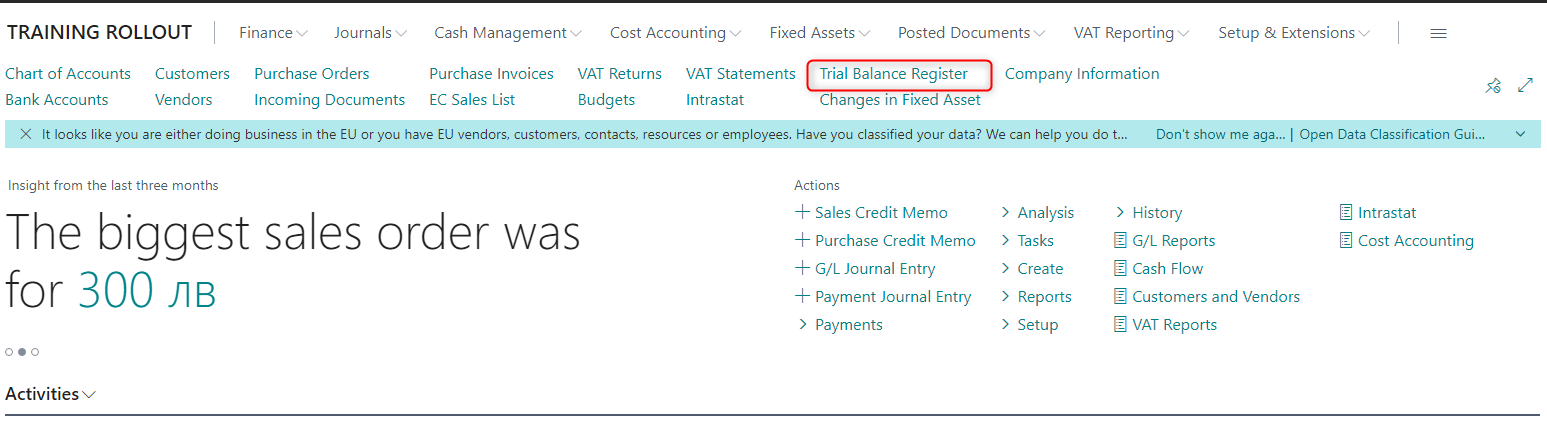 TRAINING ROLLOUT Finance Journals Cash Management Cost Accounting Fixed Assets Posted Documents VAT Reporting Setup & Extensions
Chart of Accounts Customers Purchase Orders Purchase Invoices VAT Returns VAT Statements Trial Balance Register Company Information
Bank Accounts Vendors Incoming Documents EC Sales List Budgets Intrastat Changes in Fixed Asset
It looks like you are either doing business in the EU or you have EU vendors, customers, contacts, resources or employees. Have you classified your data? We can help you do t... Don't show me aga... | Open Data Classification Gui...
Insight from the last three months
The biggest sales order was
for 300 лв
Actions
Sales Credit Memo Analysis History Intrastat
Purchase Credit Memo Tasks G/L Reports Cost Accounting
G/L Journal Entry Create Cash Flow
Payment Journal Entry Reports Customers and Vendors
Payments Setup VAT Reports
Activities